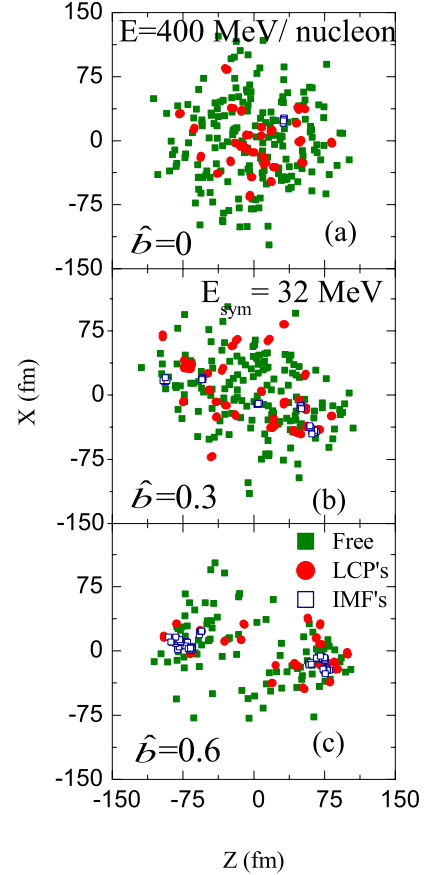 150
E=400 MeV/ nucleon
75
0
-75
b̂=0
(a)
-150
E_sym= 32 MeV
75
X (fm)
0
-75
b̂=0.3
(b)
-150
Free
75
LCP's
IMF's
0
-75
b̂=0.6
(c)
-150
-150 -75 0 75 150
Z (fm)